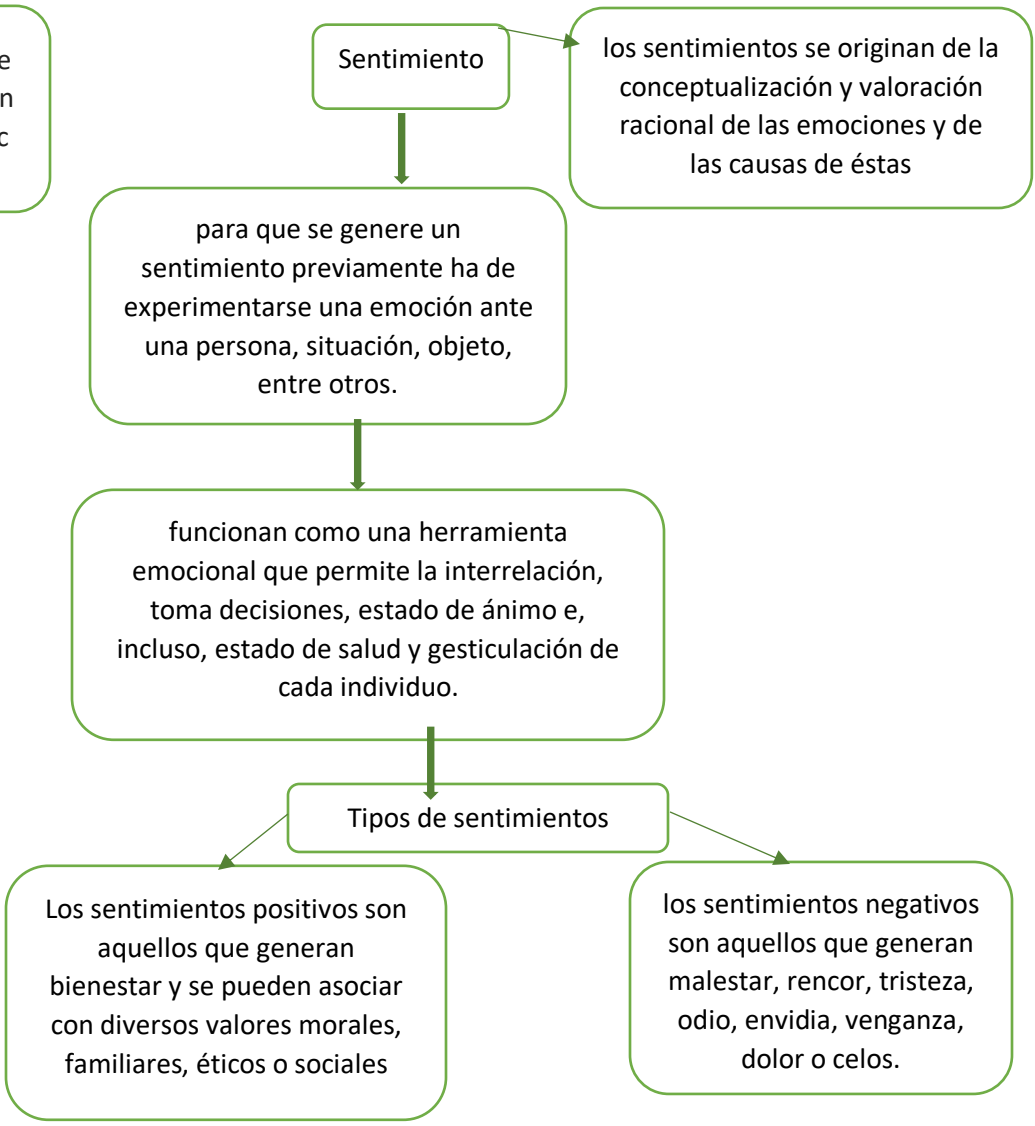 e
n
c
Sentimiento
los sentimientos se originan de la
conceptualización y valoración
racional de las emociones y de
las causas de éstas
para que se genere un
sentimiento previamente ha de
experimentarse una emoción ante
una persona, situación, objeto,
entre otros.
funcionan como una herramienta
emocional que permite la interrelación,
toma decisiones, estado de ánimo e,
incluso, estado de salud y gesticulación de
cada individuo.
Tipos de sentimientos
Los sentimientos positivos son
aquellos que generan
bienestar y se pueden asociar
con diversos valores morales,
familiares, éticos o sociales
los sentimientos negativos
son aquellos que generan
malestar, rencor, tristeza,
odio, envidia, venganza,
dolor o celos.